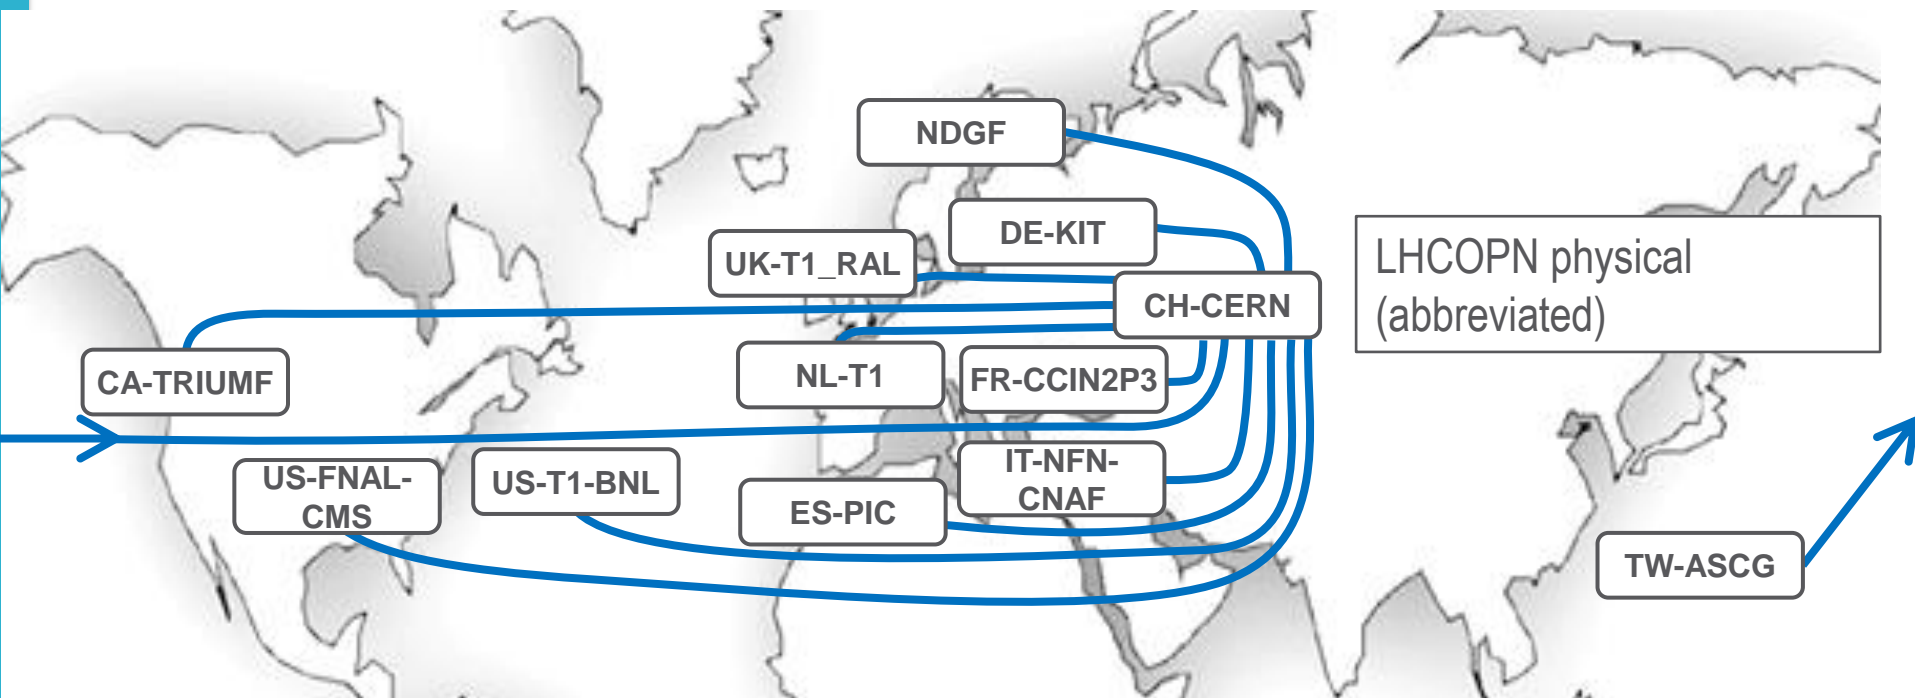 NDGF
DE-KIT
UK-T1_RAL
LHCOPN physical
(abbreviated)
CH-CERN
CA-TRIUMF
NL-T1
FR-CCIN2P3
US-FNAL-
CMS
US-T1-BNL
ES-PIC
IT-NFN-
CNAF
TW-ASCG